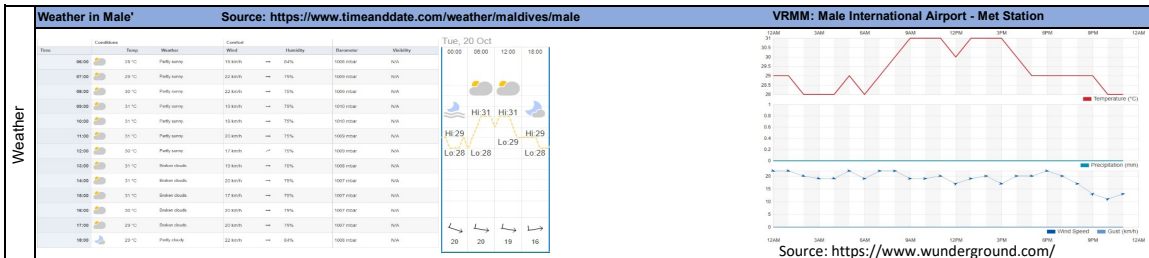 Weather in Male' Source: https://www.timeanddate.com/weather/maldives/male VRMM: Male International Airport - Met Station
Weather
Conditions Comfort
Time Temp Weather Wind Humidity Barometer Visibility
06:00 28 °C Partly sunny 19 km/h → 84% 1008 mbar N/A
07:00 29 °C Partly sunny 22 km/h → 79% 1009 mbar N/A
08:00 30 °C Partly sunny 22 km/h → 75% 1009 mbar N/A
09:00 31 °C Partly sunny 19 km/h → 75% 1010 mbar N/A
10:00 31 °C Partly sunny 19 km/h → 75% 1010 mbar N/A
11:00 31 °C Partly sunny 20 km/h → 75% 1009 mbar N/A
12:00 30 °C Partly sunny 17 km/h 75% 1009 mbar N/A
13:00 31 °C Broken clouds 19 km/h → 70% 1008 mbar N/A
14:00 31 °C Broken clouds 20 km/h → 79% 1007 mbar N/A
15:00 31 °C Broken clouds 17 km/h → 75% 1007 mbar N/A
16:00 30 °C Broken clouds 20 km/h → 79% 1007 mbar N/A
17:00 29 °C Broken clouds 20 km/h → 79% 1007 mbar N/A
18:00 29 °C Partly cloudy 22 km/h → 84% 1008 mbar N/A
Tue, 20 Oct
00:00 06:00 12:00 18:00
Hi:31 Hi:31
Hi:29 Hi:29
Lo:29
Lo:28 Lo:28 Lo:28
20 20 19 16
12AM 3AM 6AM 9AM 12PM 3PM 6PM 9PM 12AM
31
30.5
30
29.5
29
28.5
28
Temperature (°C)
1
0.8
0.6
0.4
0.2
0
Precipitation (mm)
20
15
10
5
0
Wind Speed Gust (km/h)
12AM 3AM 6AM 9AM 12PM 3PM 6PM 9PM 12AM
Source: https://www.wunderground.com/